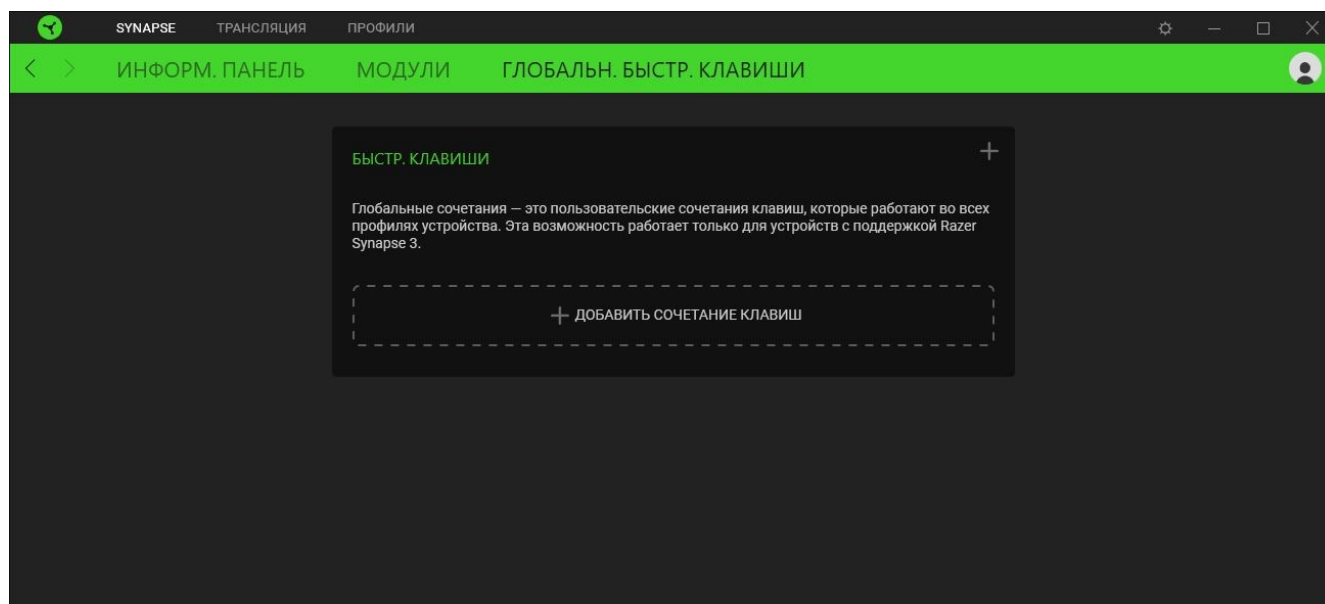 SYNAPSE ТРАНСЛЯЦИЯ ПРОФИЛИ
ИНФОРМ. ПАНЕЛЬ МОДУЛИ ГЛОБАЛЬН. БЫСТР. КЛАВИШИ
БЫСТР. КЛАВИШИ
Глобальные сочетания — это пользовательские сочетания клавиш, которые работают во всех
профилях устройства. Эта возможность работает только для устройств с поддержкой Razer
Synapse 3.
ДОБАВИТЬ СОЧЕТАНИЕ КЛАВИШ